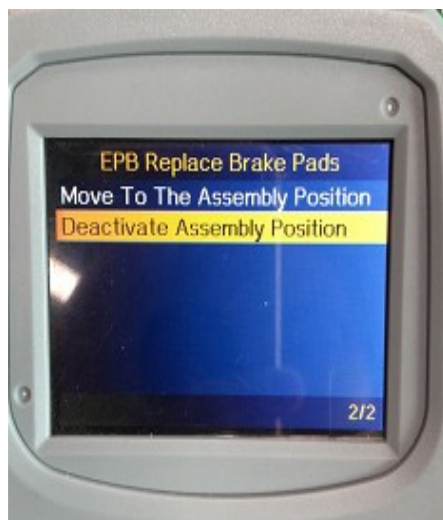 EPB Replace Brake Pads
Move To The Assembly Position
Deactivate Assembly Position
2/2